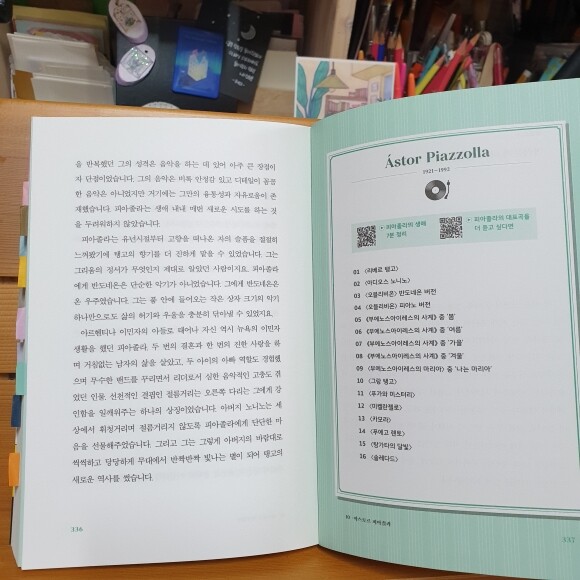 을 반복했던 그의 성격은 음악을 하는 데 있어 아주 큰 장점이
자 단점이었습니다. 그의 음악은 비록 안정감 있고 디테일이 꼼꼼
한 음악은 아니었지만 거기에는 그만의 융통성과 자유로움이 존
재했습니다. 피아졸라는 생애 내내 매번 새로운 시도를 하는 것
을 두려워하지 않았습니다.
피아졸라는 유년시절부터 고향을 떠나온 자의 슬픔을 절절히
느껴왔기에 탱고의 향기를 더 진하게 맡을 수 있었습니다. 그는
그리움의 정서가 무엇인지 제대로 알았던 사람이지요. 피아졸라
에게 반도네온은 단순한 악기가 아니었습니다. 그에게 반도네온은
온 우주였습니다. 그는 품 안에 들어오는 작은 상자 크기의 악기
하나만으로도 삶의 허기와 우울을 충분히 닦아낼 수 있었지요.
아르헨티나 이민자의 아들로 태어나 자신 역시 뉴욕의 이민자
생활을 했던 피아졸라. 두 번의 결혼과 한 번의 진한 사랑을 하
며 거침없는 남자의 삶을 살았고, 두 아이의 아빠 역할도 경험했
으며 무수한 밴드를 꾸리면서 리더로서 심한 음악적인 고충도 겪
었던 인물. 선천적인 결점인 절름거리는 오른쪽 다리는 그에게 강
인함을 일깨워주는 하나의 상징이었습니다. 아버지 노니노는 세
상에서 휘청거리며 절름거리지 않도록 피아졸라에게 단단한 마
음을 선물해주었습니다. 그리고 그는 그렇게 아버지의 바람대로
씩씩하고 당당하게 무대에서 반짝반짝 빛나는 별이 되어 탱고의
새로운 역사를 썼습니다.
336
Ástor Piazzolla
1921~1992
• 피아졸라의 생애
7분 정리
• 피아졸라의 대표곡들
더 듣고 싶다면
01 〈리베르 탱고〉
02 〈아디오스 노니노〉
03 〈오블리비온〉 반도네온 버전
04 〈오블리비온〉 피아노 버전
05 《부에노스아이레스의 사계》 중 '봄'
06 《부에노스아이레스의 사계》 중 '여름'
07 《부에노스아이레스의 사계》 중 '가을'
08 《부에노스아이레스의 사계》 중 '겨울'
09 《부에노스아이레스의 마리아》 중 '나는 마리아'
10 〈그랑 탱고〉
11 〈푸가와 미스터리〉
12 〈미켈란젤로〉
13 〈카모라〉
14 〈푸에고 렌토〉
15 〈탕가타의 달빛〉
16 〈솔레다드〉
337